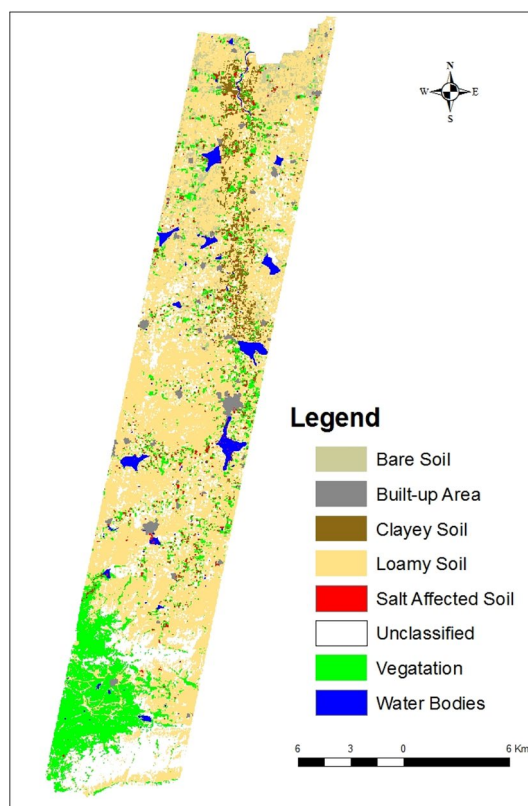 N
W E
S
Legend
Bare Soil
Built-up Area
Clayey Soil
Loamy Soil
Salt Affected Soil
Unclassified
Vegatation
Water Bodies
6 3 0 6 Km